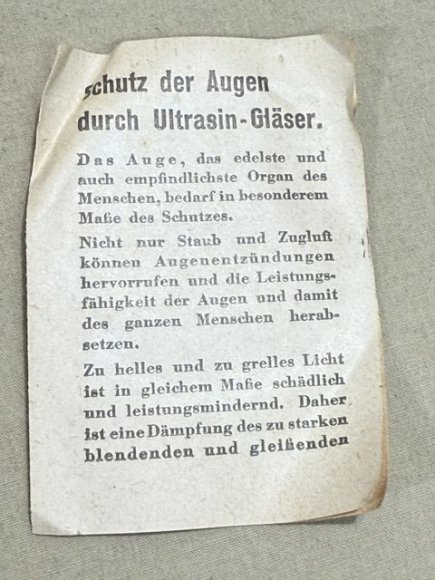 schutz der Augen
durch Ultrasin-Gläser.
Das Auge, das edelste und
auch empfindlichste Organ des
Menschen, bedarf in besonderem
Maße des Schutzes.
Nicht nur Staub und Zugluft
können Augenentzündungen
hervorrufen und die Leistungs-
fähigkeit der Augen und damit
des ganzen Menschen herab-
setzen.
Zu helles und zu grelles Licht
ist in gleichem Maße schädlich
und leistungsmindernd. Daher
ist eine Dämpfung des zu starken
blendenden und gleißenden